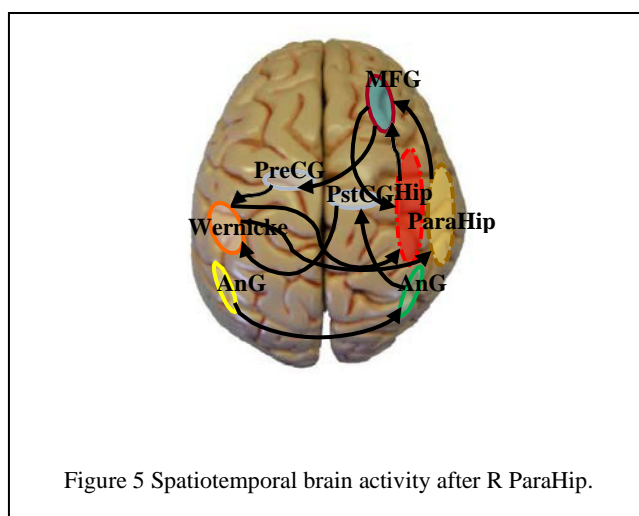 MFG
PreCG
PstCG Hip
Wernicke ParaHip
AnG AnG
Figure 5 Spatiotemporal brain activity after R ParaHip.